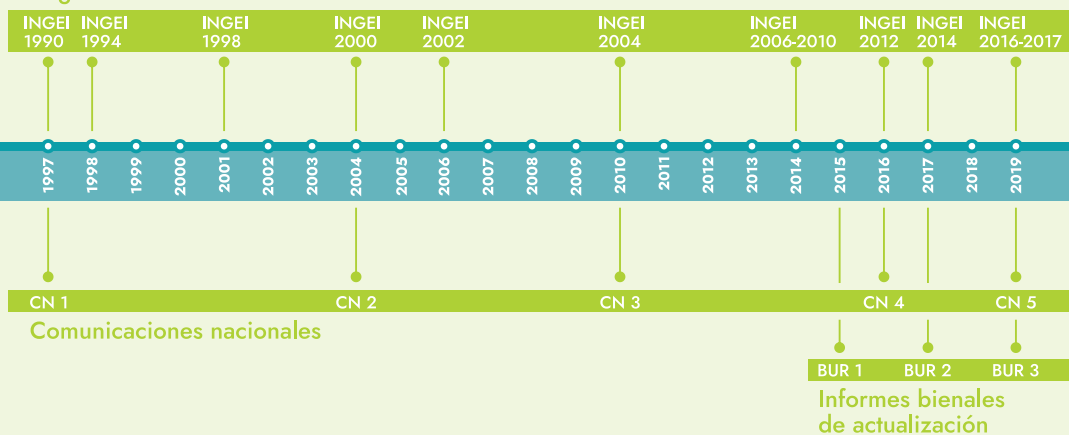 INGEI INGEI INGEI INGEI INGEI INGEI INGEI INGEI INGEI INGEI
1990 1994 1998 2000 2002 2004 2006-2010 2012 2014 2016-2017
1997 1998 1999 2000 2001 2002 2003 2004 2005 2006 2007 2008 2009 2010 2011 2012 2013 2014 2015 2016 2017 2018 2019
CN 1 CN 2 CN 3 CN 4 CN 5
Comunicaciones nacionales
BUR 1 BUR 2 BUR 3
Informes bienales
de actualización